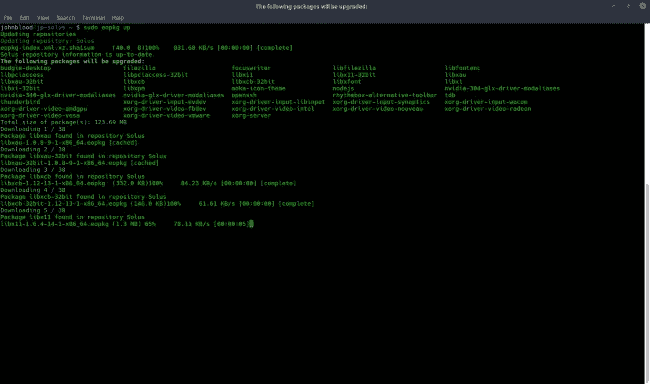 The following packages will be upgraded:
File Edit View Search Terminal Help
johnblood $ sudo eopkg up
Updating repositories
Updating repository: Solus
eopkg-index.xml.xz.sha1sum (40.0 B)100% [00:00:00] [complete]
Solus repository information is up-to-date.
The following packages will be upgraded:
budgie-desktop filezilla focuswriter libfilezilla libfontenc
libpciaccess libpciaccess-32bit libx11 libx11-32bit libxau
libxau-32bit libxcb libxcb-32bit libxfont
libxi-32bit libxpm moka-icon-theme nodejs nvidia-304-glx-driver-modaliases
nvidia-340-glx-driver-modaliases nvidia-glx-driver-modaliases openssh rhythmbox-alternative-toolbar tdb
thunderbird xorg-driver-input-evdev xorg-driver-input-libinput xorg-driver-input-synaptics xorg-driver-input-wacom
xorg-driver-video-amdgpu xorg-driver-video-fbdev xorg-driver-video-intel xorg-driver-video-nouveau xorg-driver-video-radeon
xorg-driver-video-vesa xorg-driver-video-vmware xorg-server
Total size of package(s): 123.69 MB
Downloading 1 / 38
Package libxau found in repository Solus
libxau-1.0.8-9-1-x86_64.eopkg [cached]
Downloading 2 / 38
Package libxau-32bit found in repository Solus
libxau-32bit-1.0.8-9-1-x86_64.eopkg [cached]
Downloading 3 / 38
Package libxcb found in repository Solus
libxcb-1.12-13-1-x86_64.eopkg (332.0 KB)100% 84.23 KB/s [00:00:00] [complete]
Downloading 4 / 38
Package libxcb-32bit found in repository Solus
libxcb-32bit-1.12-13-1-x86_64.eopkg (146.0 KB)100% 61.61 KB/s [00:00:00] [complete]
Downloading 5 / 38
Package libx11 found in repository Solus
libx11-1.6.4-14-1-x86_64.eopkg (1.3 MB) 65% 78.11 KB/s [00:00:05]